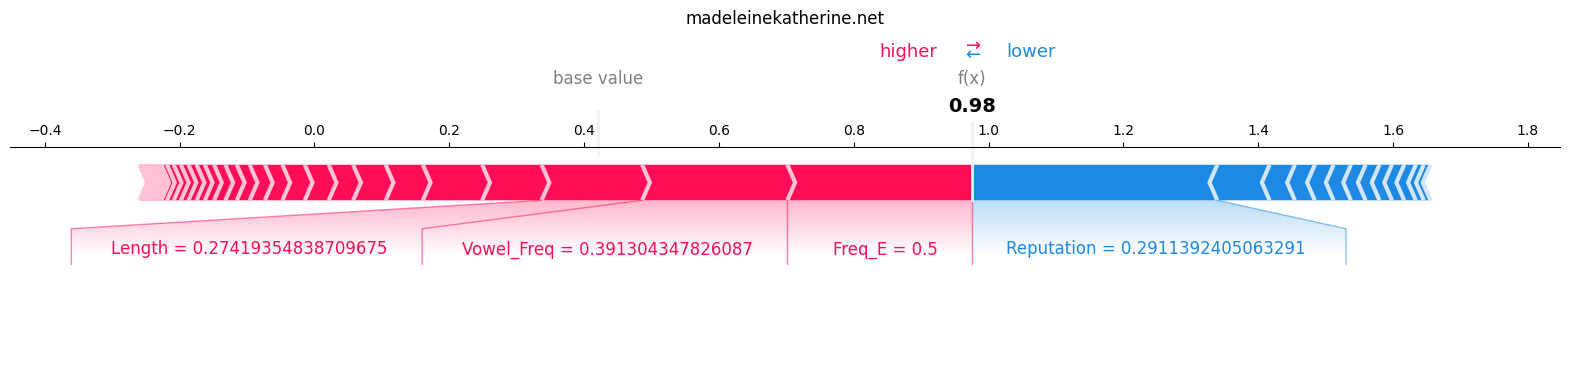 madeleinekatherine.net
higher → ← lower
base value f(x)
0.98
−0.4 −0.2 0.0 0.2 0.4 0.6 0.8 1.0 1.2 1.4 1.6 1.8
Length = 0.27419354838709675 Vowel_Freq = 0.391304347826087 Freq_E = 0.5 Reputation = 0.2911392405063291